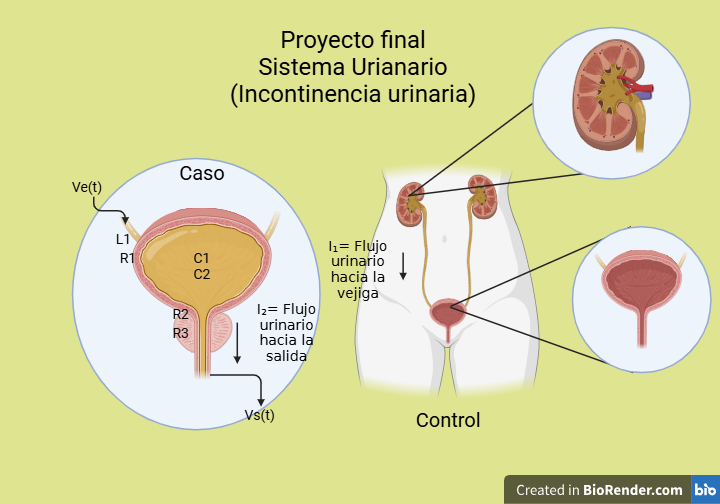 Proyecto final
Sistema Urianario
(Incontinencia urinaria)
Caso
Ve(t)
L1
R1
C1
C2
R2
R3
I₂= Flujo
urinario
hacia la
salida
Vs(t)
I₁= Flujo
urinario
hacia la
vejiga
Control
Created in BioRender.com bio